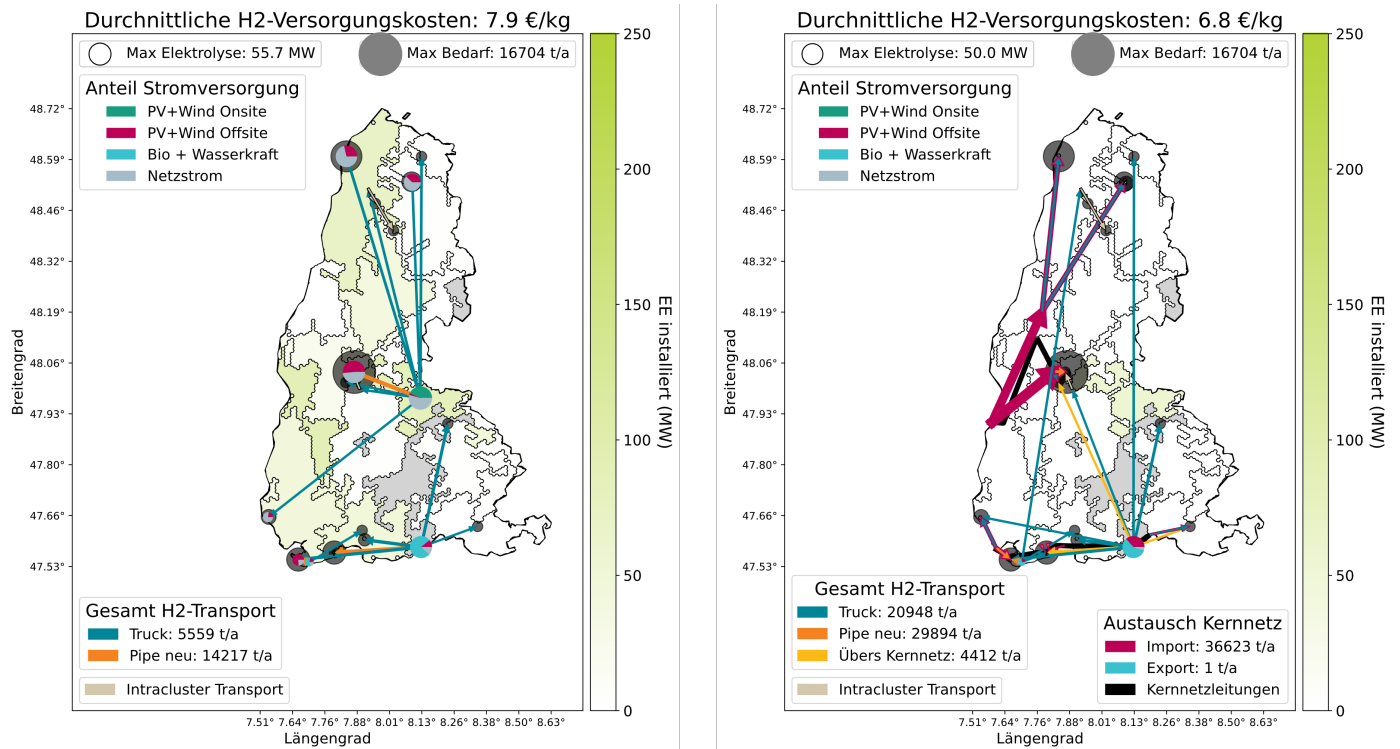 Durchnittliche H2-Versorgungskosten: 7.9 €/kg
Max Elektrolyse: 55.7 MW
Max Bedarf: 16704 t/a
Anteil Stromversorgung
PV+Wind Onsite
PV+Wind Offsite
Bio + Wasserkraft
Netzstrom
48.72°
48.59°
48.46°
48.32°
48.19°
48.06°
47.93°
47.80°
47.66°
47.53°
Breitengrad
Gesamt H2-Transport
Truck: 5559 t/a
Pipe neu: 14217 t/a
Intracluster Transport
7.51° 7.64° 7.76° 7.88° 8.01° 8.13° 8.26° 8.38° 8.50° 8.63°
Längengrad
250
200
150
100
50
0
EE installiert (MW)
Durchnittliche H2-Versorgungskosten: 6.8 €/kg
Max Elektrolyse: 50.0 MW
Max Bedarf: 16704 t/a
Anteil Stromversorgung
PV+Wind Onsite
PV+Wind Offsite
Bio + Wasserkraft
Netzstrom
48.72°
48.59°
48.46°
48.32°
48.19°
48.06°
47.93°
47.80°
47.66°
47.53°
Breitengrad
Gesamt H2-Transport
Truck: 20948 t/a
Pipe neu: 29894 t/a
Übers Kernnetz: 4412 t/a
Intracluster Transport
Austausch Kernnetz
Import: 36623 t/a
Export: 1 t/a
Kernnetzleitungen
7.51° 7.64° 7.76° 7.88° 8.01° 8.13° 8.26° 8.38° 8.50° 8.63°
Längengrad
250
200
150
100
50
0
EE installiert (MW)